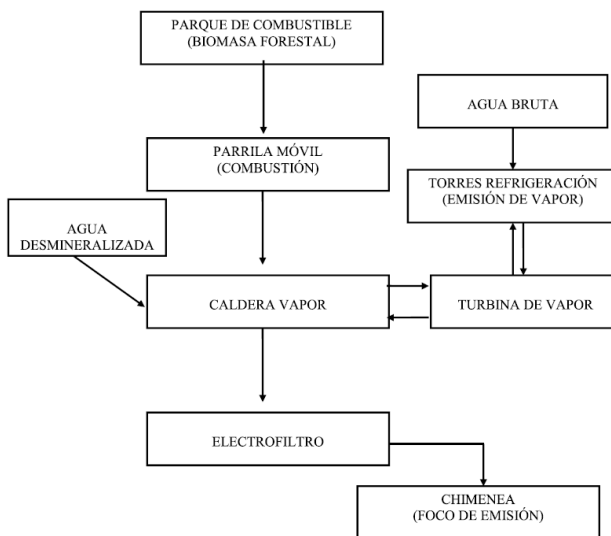 PARQUE DE COMBUSTIBLE
(BIOMASA FORESTAL)
AGUA BRUTA
PARRILA MÓVIL
(COMBUSTIÓN)
TORRES REFRIGERACIÓN
(EMISIÓN DE VAPOR)
AGUA
DESMINERALIZADA
CALDERA VAPOR
TURBINA DE VAPOR
ELECTROFILTRO
CHIMENEA
(FOCO DE EMISIÓN)